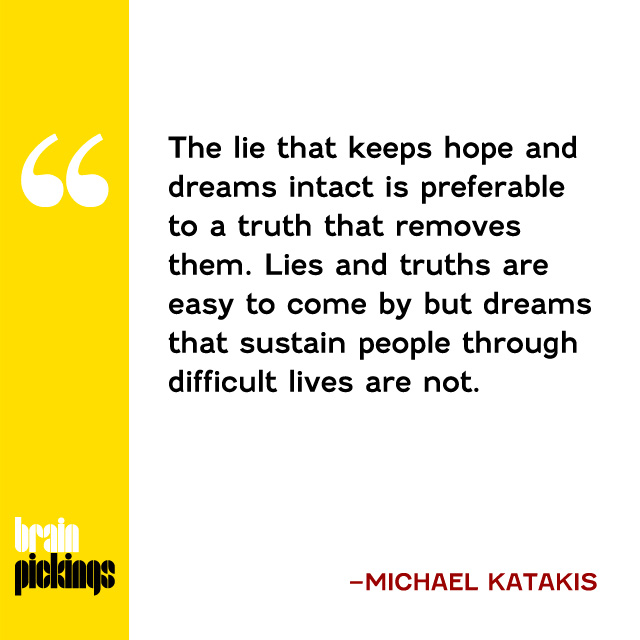 “
The lie that keeps hope and
dreams intact is preferable
to a truth that removes
them. Lies and truths are
easy to come by but dreams
that sustain people through
difficult lives are not.
brain
pickings
–MICHAEL KATAKIS